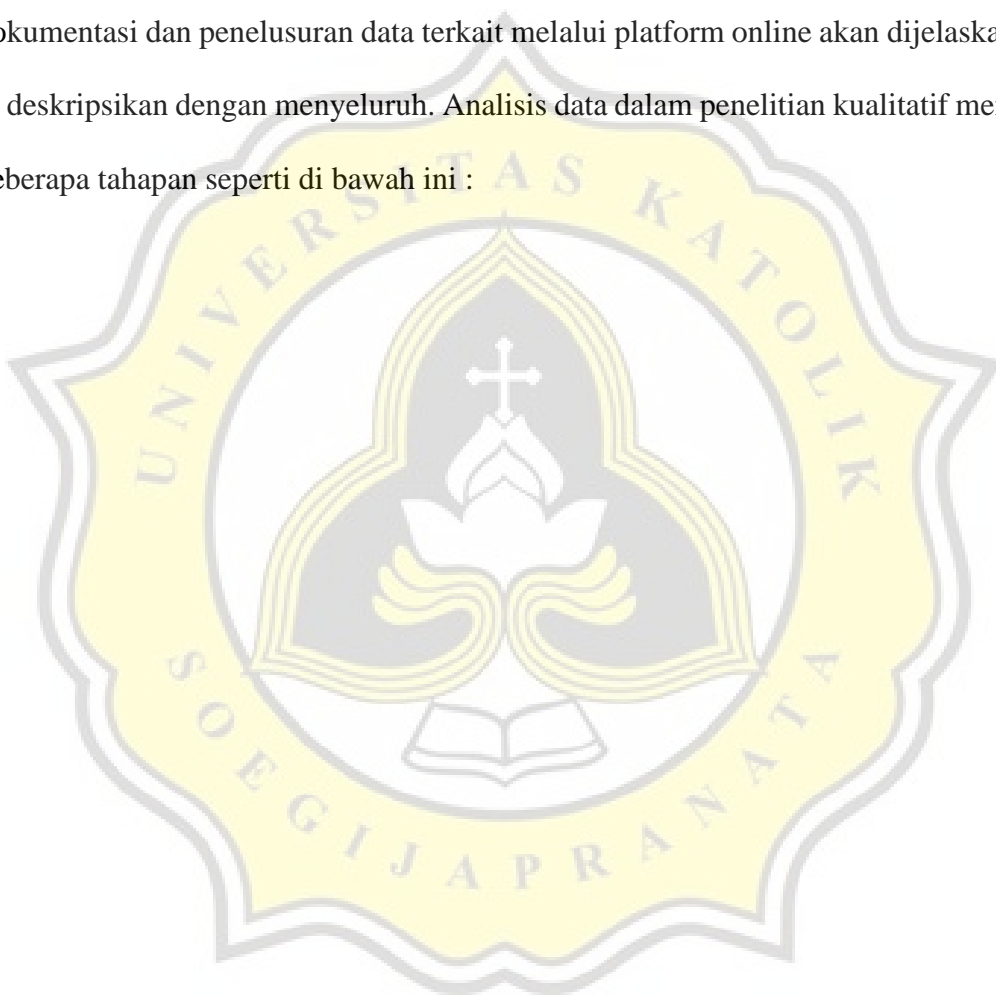 okumentasi dan penelusuran data terkait melalui platform online akan dijelaska
deskripsikan dengan menyeluruh. Analisis data dalam penelitian kualitatif me
eberapa tahapan seperti di bawah ini :
UNIVERSITAS KATOLIK
SOEGIJAPRANATA